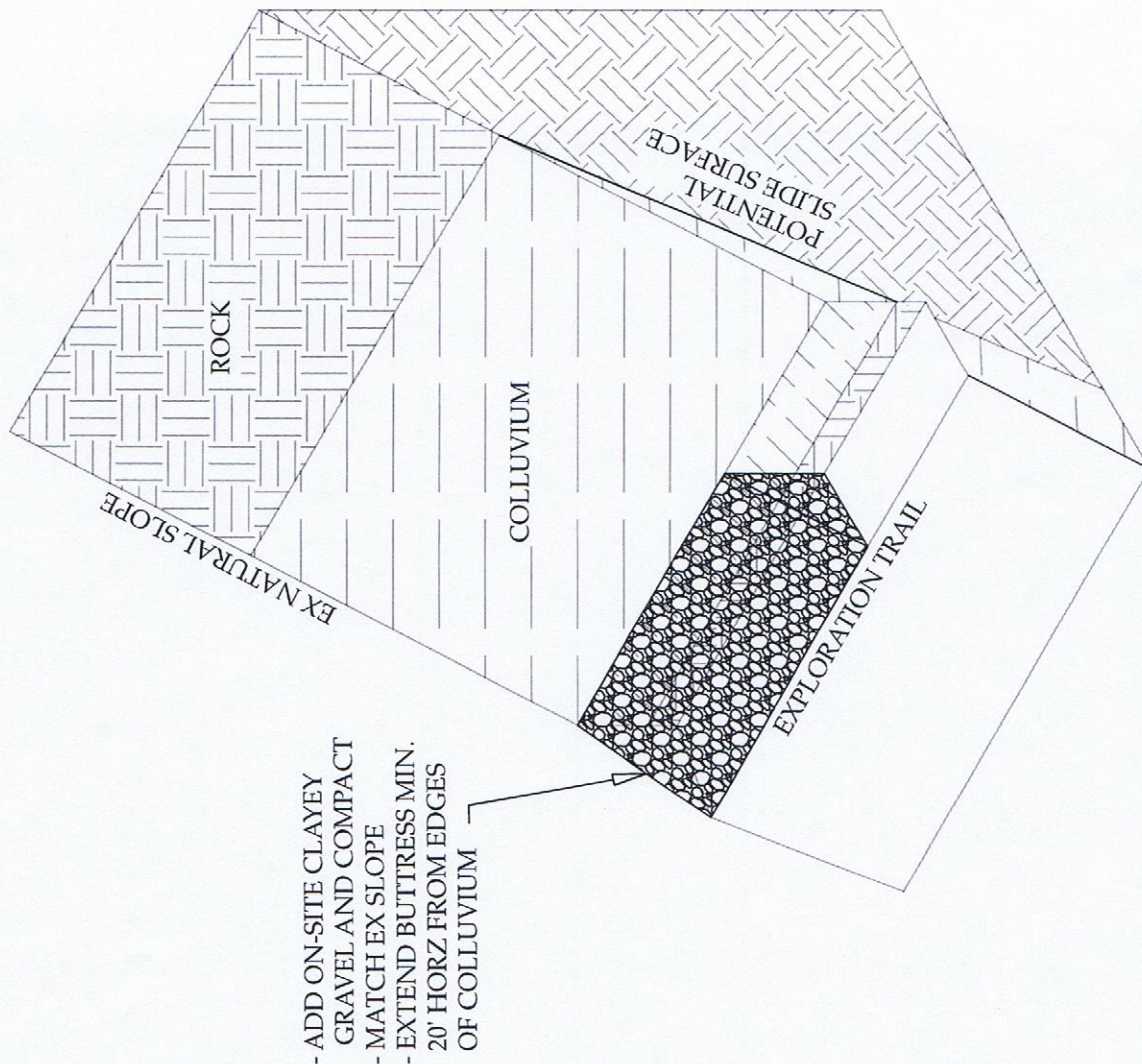 ROCK
EX NATURAL SLOPE
COLLUVIUM
POTENTIAL
SLIDE SURFACE
EXPLORATION TRAIL
- ADD ON-SITE CLAYEY
GRAVEL AND COMPACT
- MATCH EX SLOPE
- EXTEND BUTTRESS MIN.
20' HORZ FROM EDGES
OF COLLUVIUM